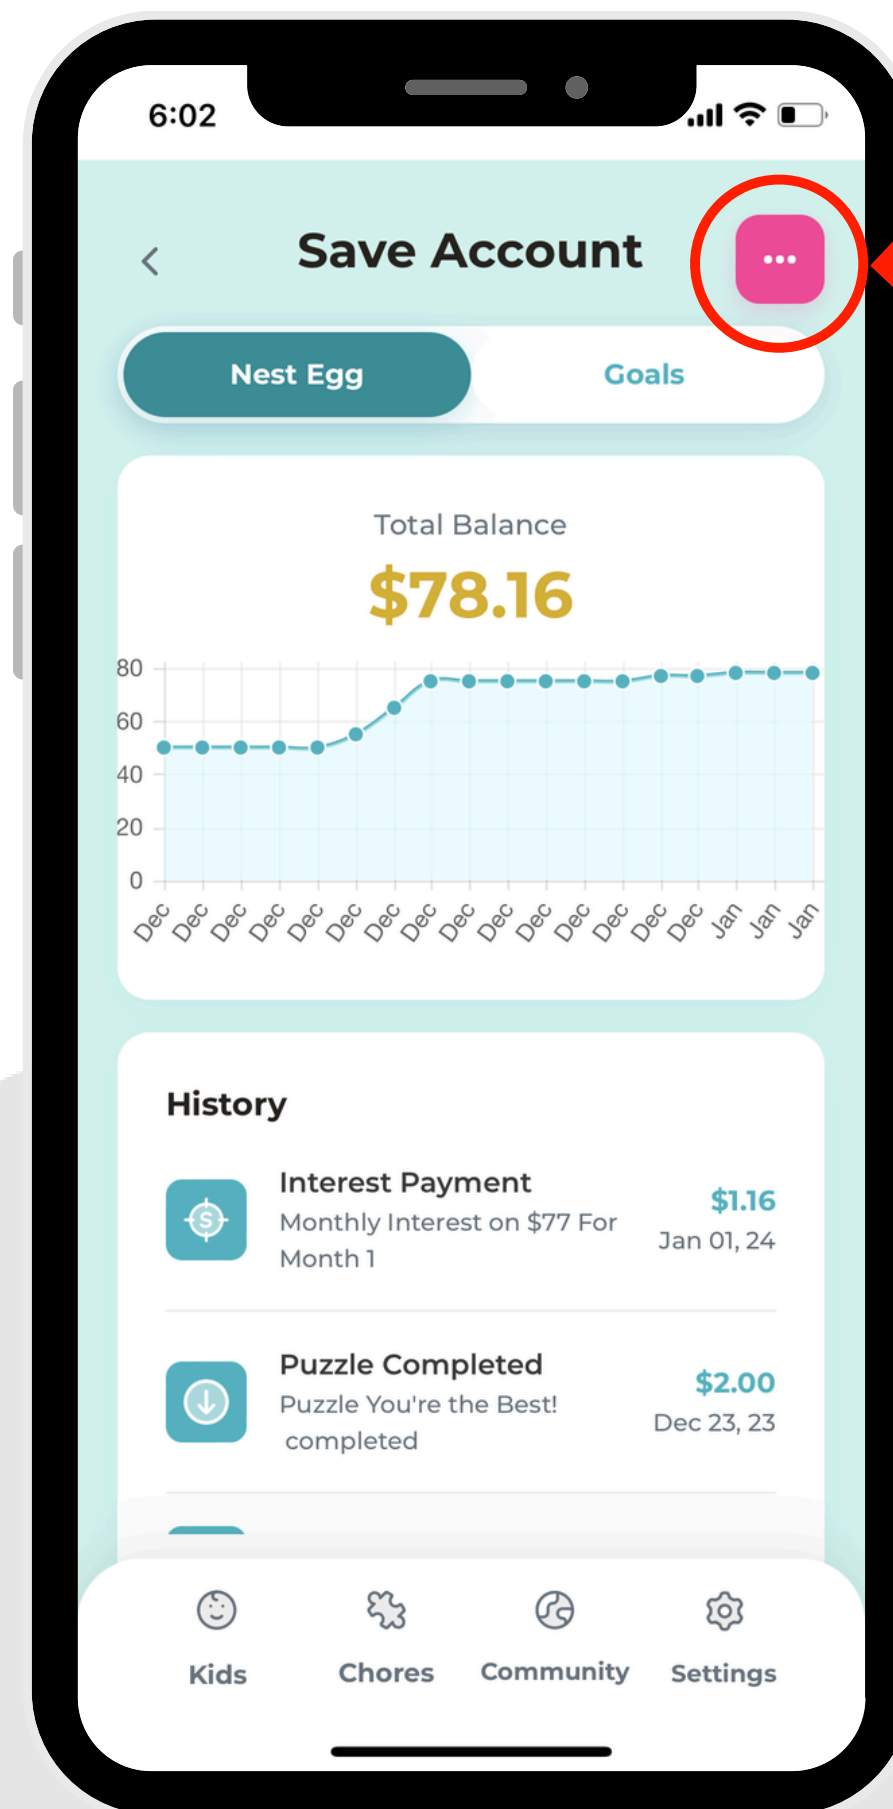 6:02
Save Account
Nest Egg
Goals
Total Balance
$78.16
80
60
40
20
0
Dec Dec Dec Dec Dec Dec Dec Dec Dec Dec Dec Dec Dec Dec Dec Jan Jan Jan
History
Interest Payment
Monthly Interest on $77 For
Month 1
$1.16
Jan 01, 24
Puzzle Completed
Puzzle You're the Best!
completed
$2.00
Dec 23, 23
Kids
Chores
Community
Settings